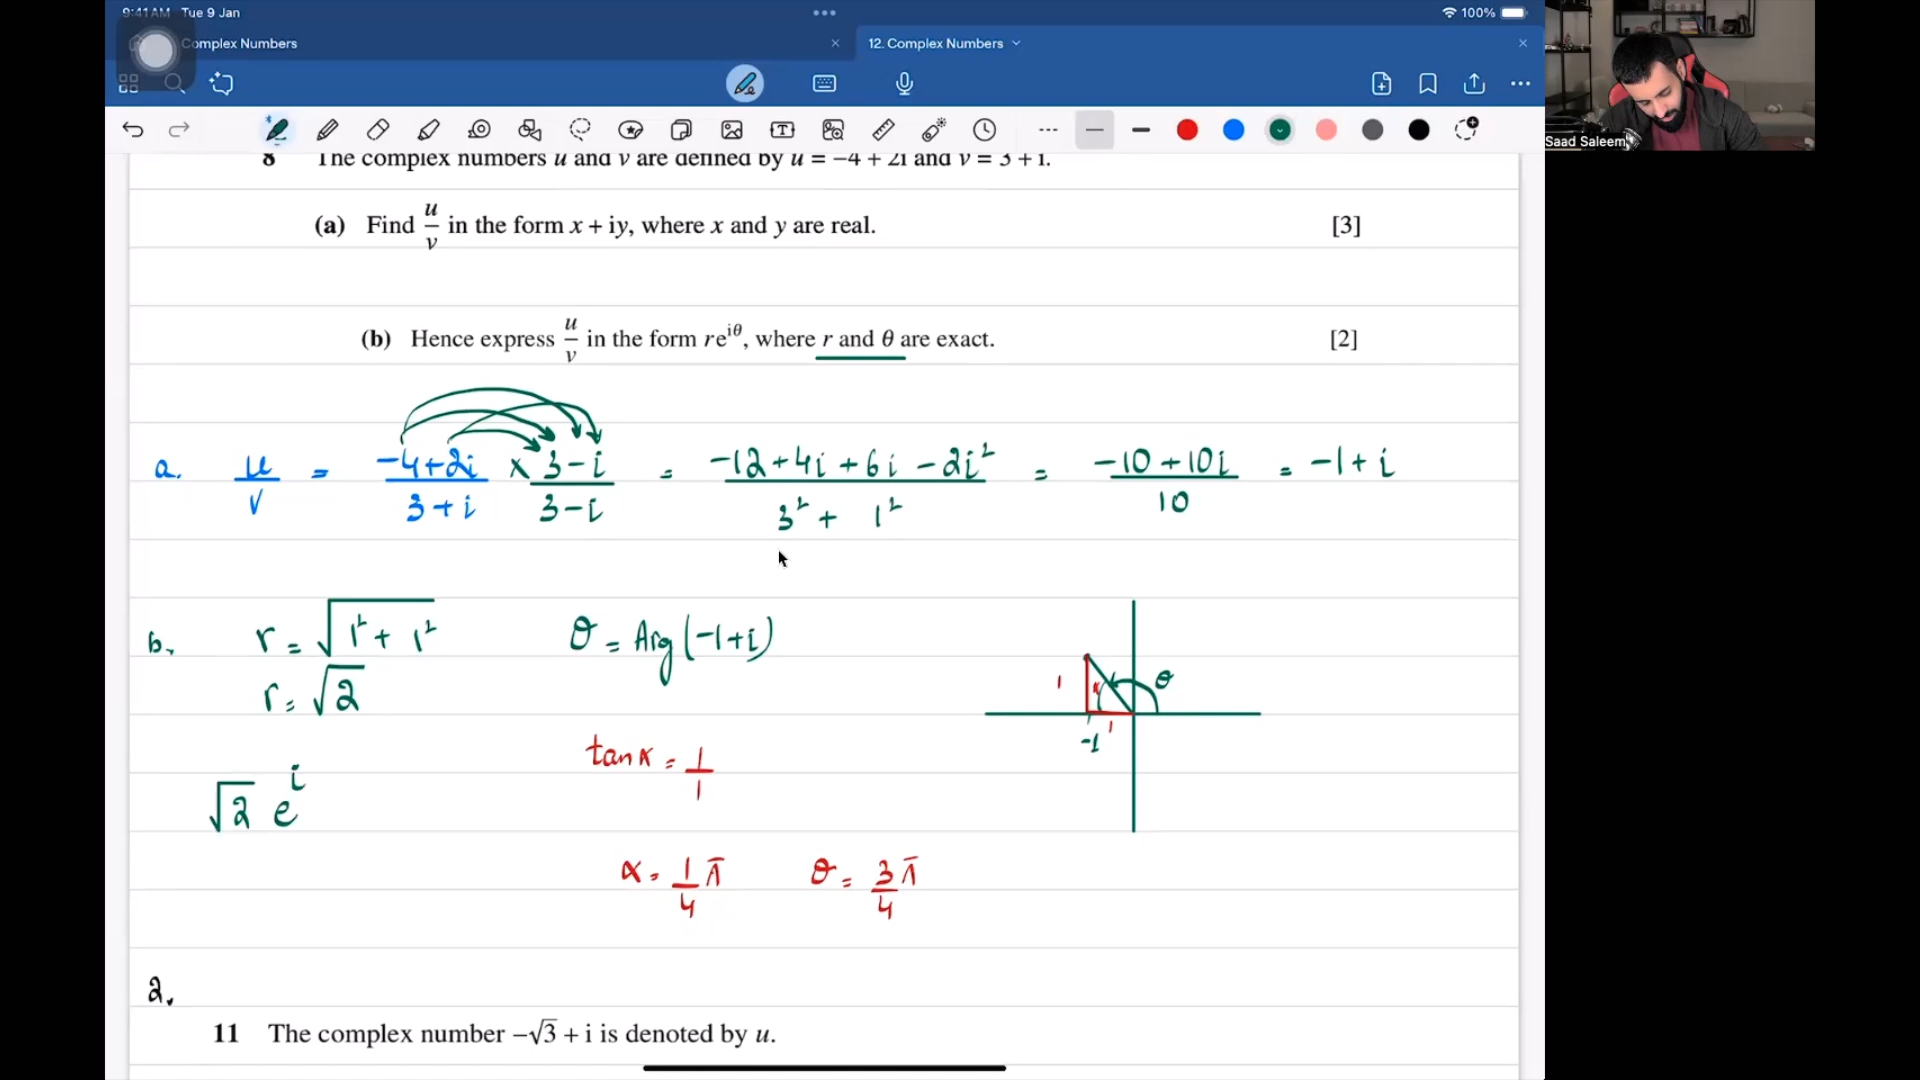 9:41 AM Tue 9 Jan
100%
Complex Numbers
12. Complex Numbers
Saad Saleem
8 The complex numbers u and v are defined by u = −4 + 2i and v = 3 + i.
(a) Find u/v in the form x + iy, where x and y are real. [3]
(b) Hence express u/v in the form re^{iθ}, where r and θ are exact. [2]
a. u/v = (-4+2i)/(3+i) × (3-i)/(3-i) = (-12+4i+6i-2i²)/(3²+1²) = (-10+10i)/10 = -1+i
b. r = √(1²+1²) θ = Arg(-1+i)
r = √2
1 α θ
-1 1
tanα = 1/1
√2 e^i
α = 1/4 π θ = 3π/4
2.
11 The complex number −√3 + i is denoted by u.